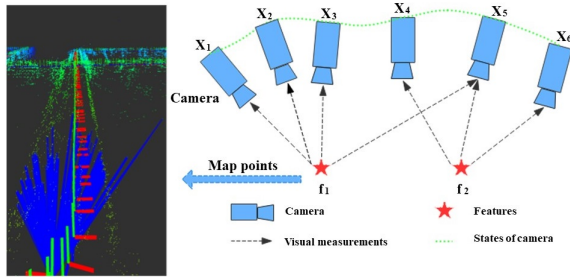 X1
X2
X3
X4
X5
X6
Camera
Map points
f1
f2
Camera
Features
Visual measurements
States of camera